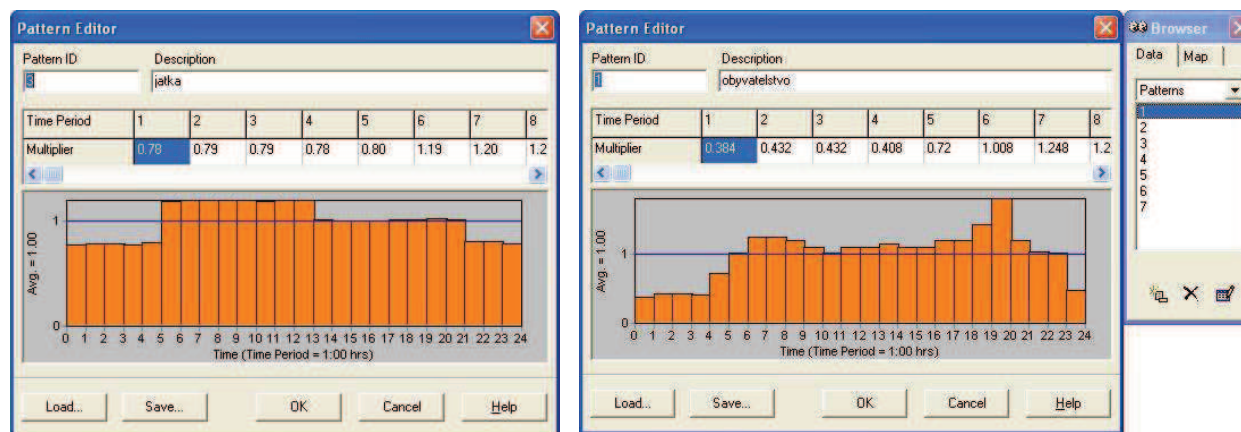 Pattern Editor
Pattern ID Description
3 jatka
Time Period 1 2 3 4 5 6 7 8
Multiplier 0.78 0.79 0.79 0.78 0.80 1.19 1.20 1.2
Avg. = 1.00
1
0
0 1 2 3 4 5 6 7 8 9 10 11 12 13 14 15 16 17 18 19 20 21 22 23 24
Time (Time Period = 1:00 hrs)
Load... Save... OK Cancel Help
Pattern Editor
Pattern ID Description
1 obyvatelstvo
Time Period 1 2 3 4 5 6 7 8
Multiplier 0.384 0.432 0.432 0.408 0.72 1.008 1.248 1.2
Avg. = 1.00
1
0
0 1 2 3 4 5 6 7 8 9 10 11 12 13 14 15 16 17 18 19 20 21 22 23 24
Time (Time Period = 1:00 hrs)
Load... Save... OK Cancel Help
Browser
Data Map
Patterns
1
2
3
4
5
6
7